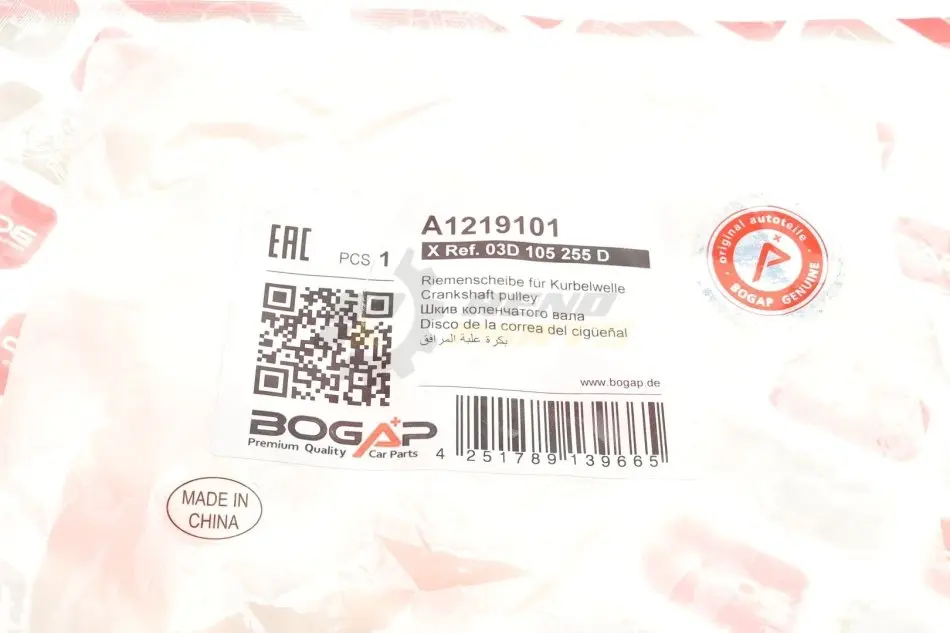 EAC
PCS 1
A1219101
X Ref. 03D 105 255 D
Riemenscheibe für Kurbelwelle
Crankshaft pulley
Шкив коленчатого вала
Disco de la correa del cigüeñal
بكرة علبة المرافق
www.bogap.de
BOGAP
Premium Quality Car Parts
4 251789 139665
original autoteile
BOGAP GENUINE
MADE IN
CHINA